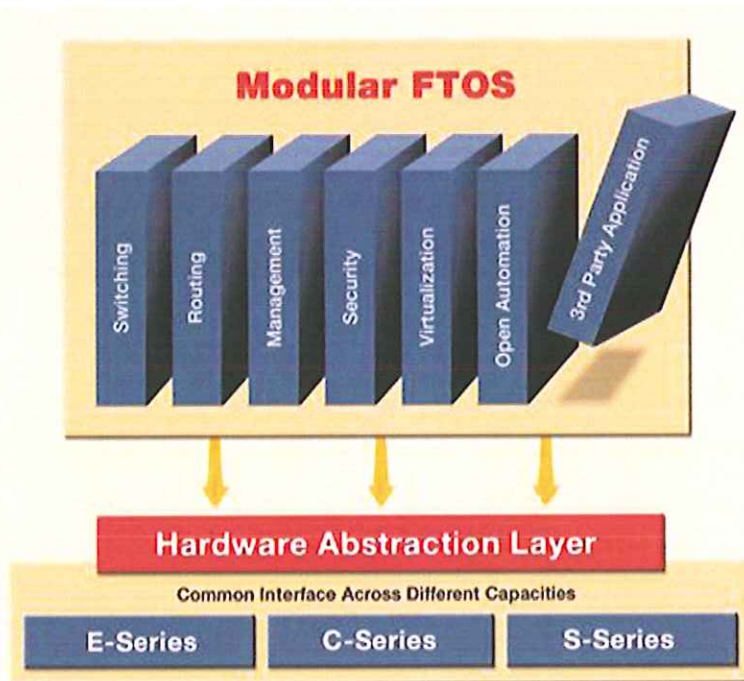 Modular FTOS
Switching
Routing
Management
Security
Virtualization
Open Automation
3rd Party Application
Hardware Abstraction Layer
Common Interface Across Different Capacities
E-Series
C-Series
S-Series